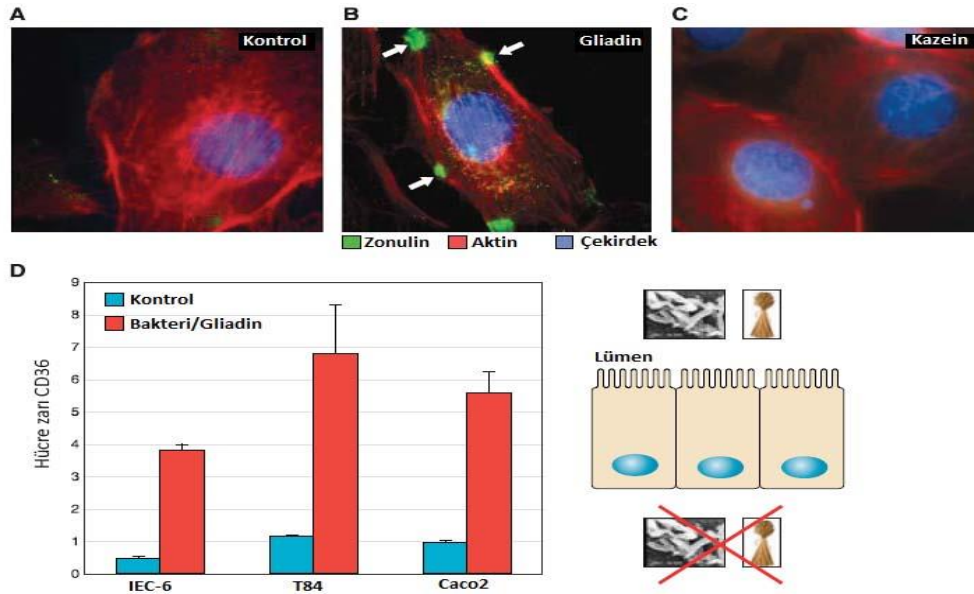 A
B
C
Kontrol
Gliadin
Kazein
Zonulin
Aktin
Çekirdek
D
9
8
7
6
5
4
3
2
1
0
Hücre zarı CD36
Kontrol
Bakteri/Gliadin
IEC-6
T84
Caco2
Lümen